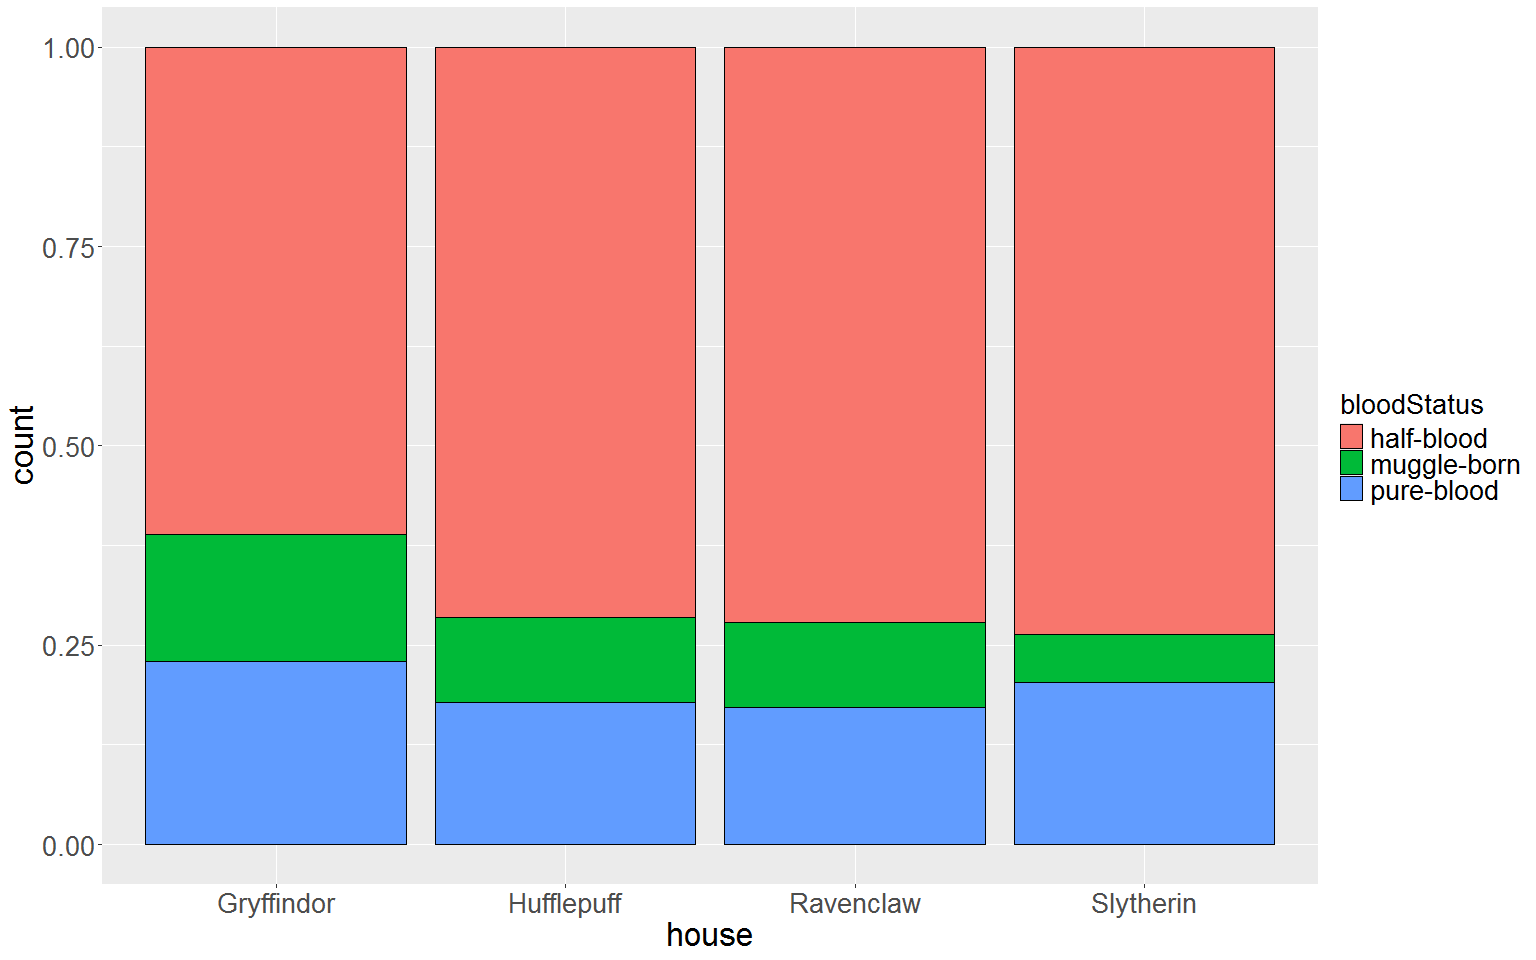 count
1.00
0.75
0.50
0.25
0.00
Gryffindor Hufflepuff Ravenclaw Slytherin
house
bloodStatus
half-blood
muggle-born
pure-blood